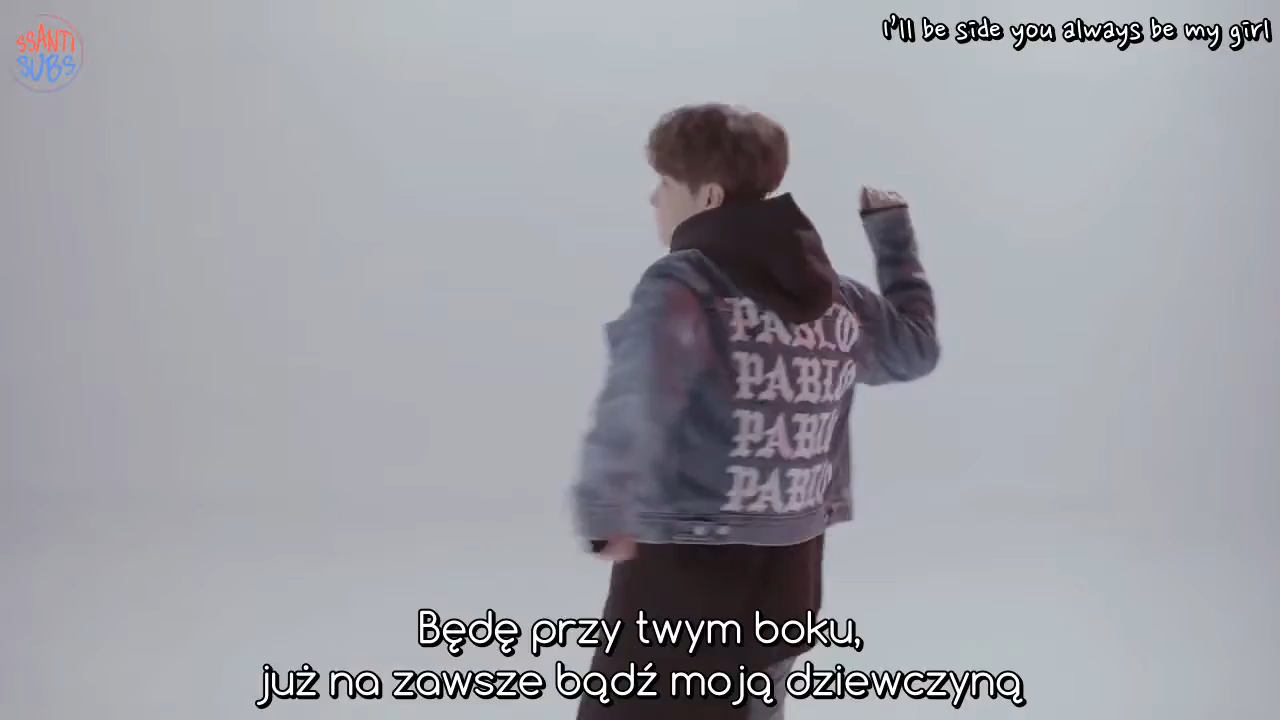 SSANTI
SUBS
I'll be side you always be my girl
PABLO
PABLO
PABLO
PABLO
Będę przy twym boku,
już na zawsze bądź moją dziewczyną